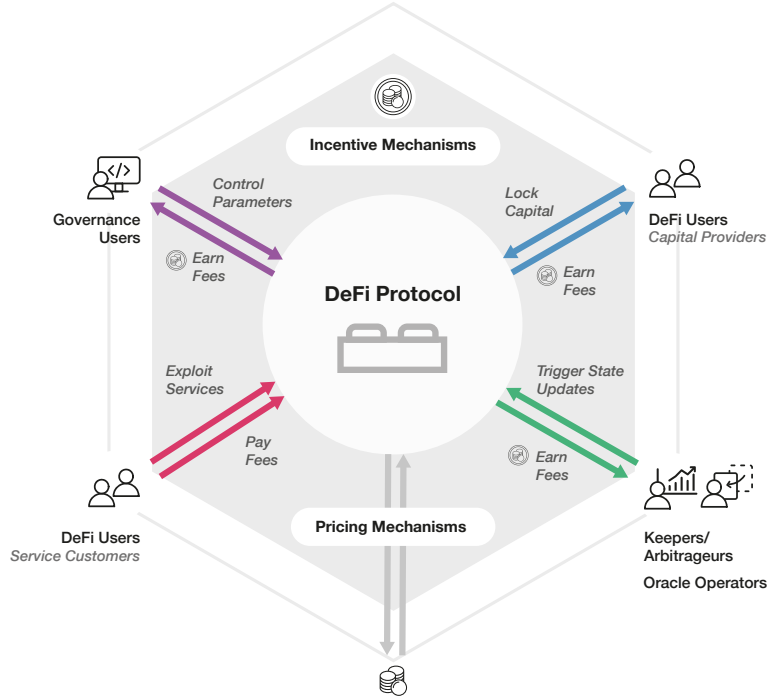 Incentive Mechanisms
Control
Parameters
Lock
Capital
Governance
Users
DeFi Users
Capital Providers
Earn
Fees
Earn
Fees
DeFi Protocol
Exploit
Services
Trigger State
Updates
Pay
Fees
Earn
Fees
Pricing Mechanisms
DeFi Users
Service Customers
Keepers/
Arbitrageurs
Oracle Operators